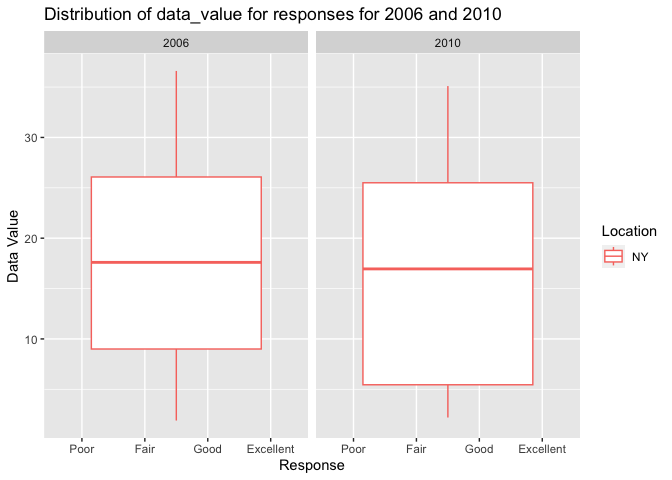 Distribution of data_value for responses for 2006 and 2010
2006
2010
30
20
10
Data Value
Poor
Fair
Good
Excellent
Poor
Fair
Good
Excellent
Response
Location
NY